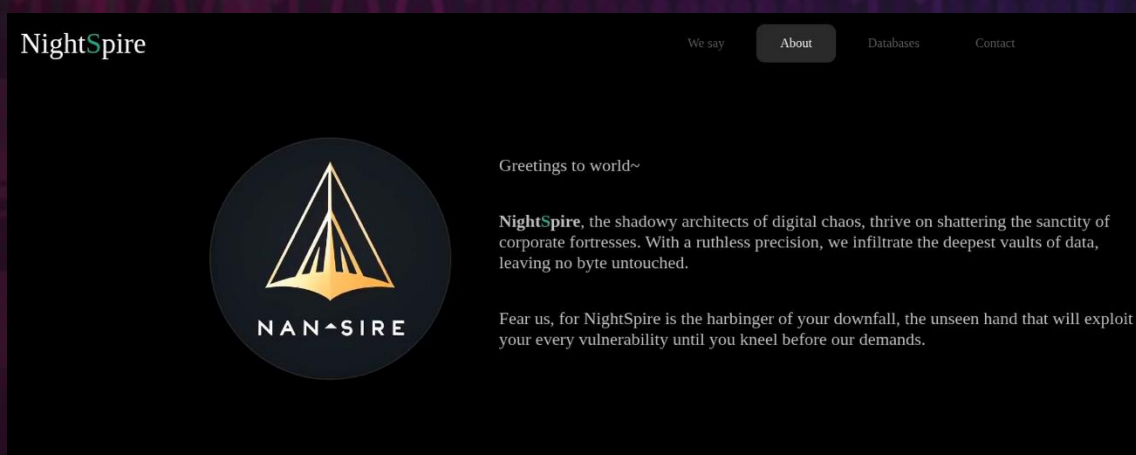 NightSpire
We say About Databases Contact
Greetings to world~
NightSpire, the shadowy architects of digital chaos, thrive on shattering the sanctity of
corporate fortresses. With a ruthless precision, we infiltrate the deepest vaults of data,
leaving no byte untouched.
NAN SIRE
Fear us, for NightSpire is the harbinger of your downfall, the unseen hand that will exploit
your every vulnerability until you kneel before our demands.